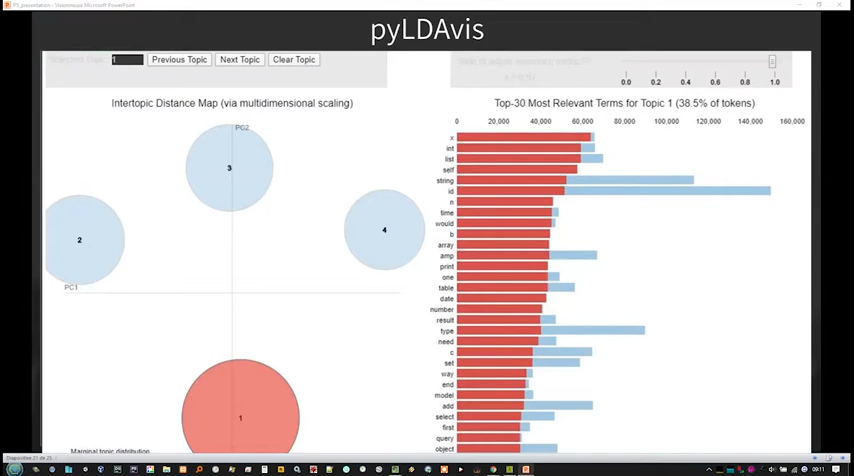 P5_presentation - Visionneuse Microsoft PowerPoint
pyLDAvis
Selected Topic: 1 Previous Topic Next Topic Clear Topic
0.0 0.2 0.4 0.6 0.8 1.0
Intertopic Distance Map (via multidimensional scaling)
PC2
3
4
2
PC1
1
Marginal topic distribution
Top-30 Most Relevant Terms for Topic 1 (38.5% of tokens)
0 20,000 40,000 60,000 80,000 100,000 120,000 140,000 160,000
x
int
list
self
string
id
n
time
would
b
array
amp
print
one
table
date
number
result
type
need
c
set
way
end
model
add
select
first
query
object
Diapositive 21 de 25
09:11